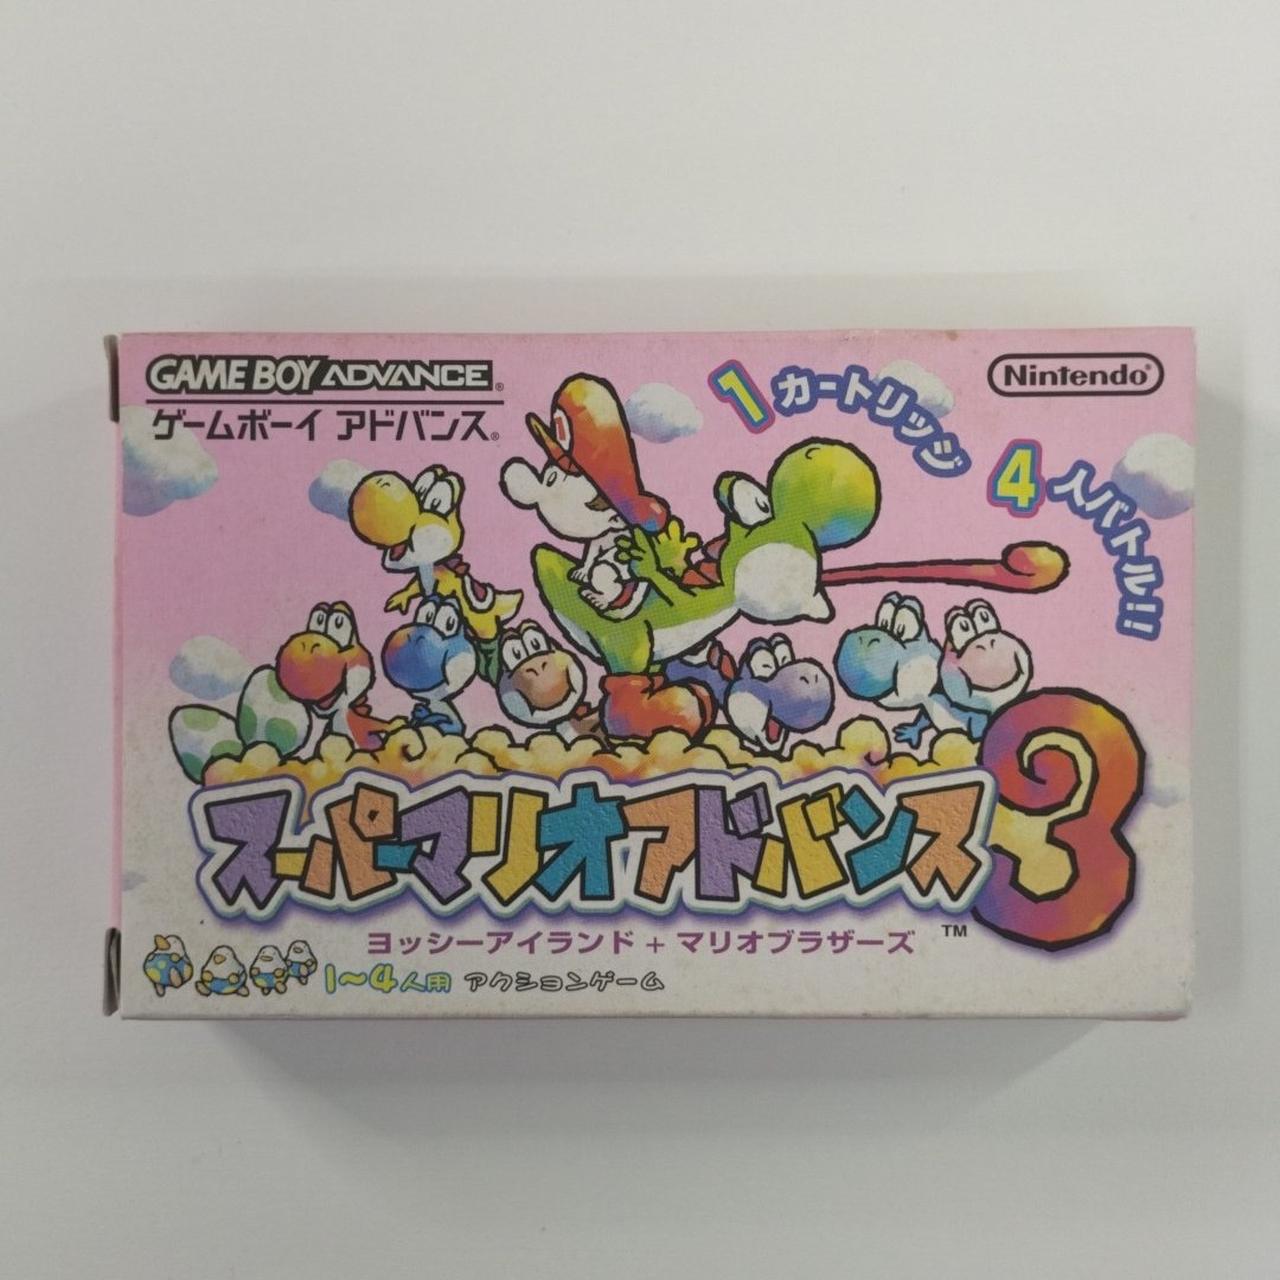 GAME BOY ADVANCE®
ゲームボーイ アドバンス®
1カートリッジ
4人バトル!!
Nintendo®
スーパーマリオアドバンス3
ヨッシーアイランド + マリオブラザーズ ™
1~4人用 アクションゲーム